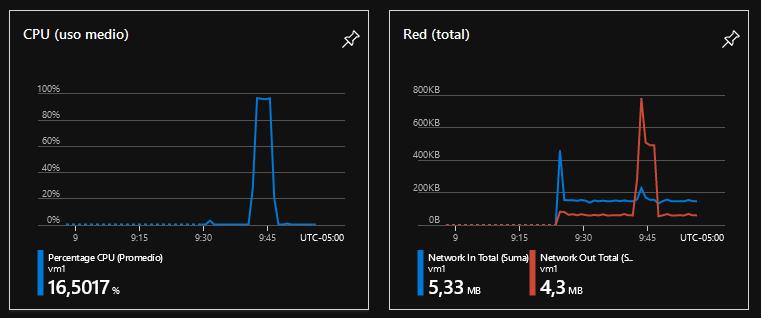 CPU (uso medio)
100%
80%
60%
40%
20%
0%
9
9:15
9:30
9:45
UTC-05:00
Percentage CPU (Promedio)
vm1
16,5017 %
Red (total)
800KB
600KB
400KB
200KB
0B
9
9:15
9:30
9:45
UTC-05:00
Network In Total (Suma)
vm1
5,33 MB
Network Out Total (S...
vm1
4,3 MB